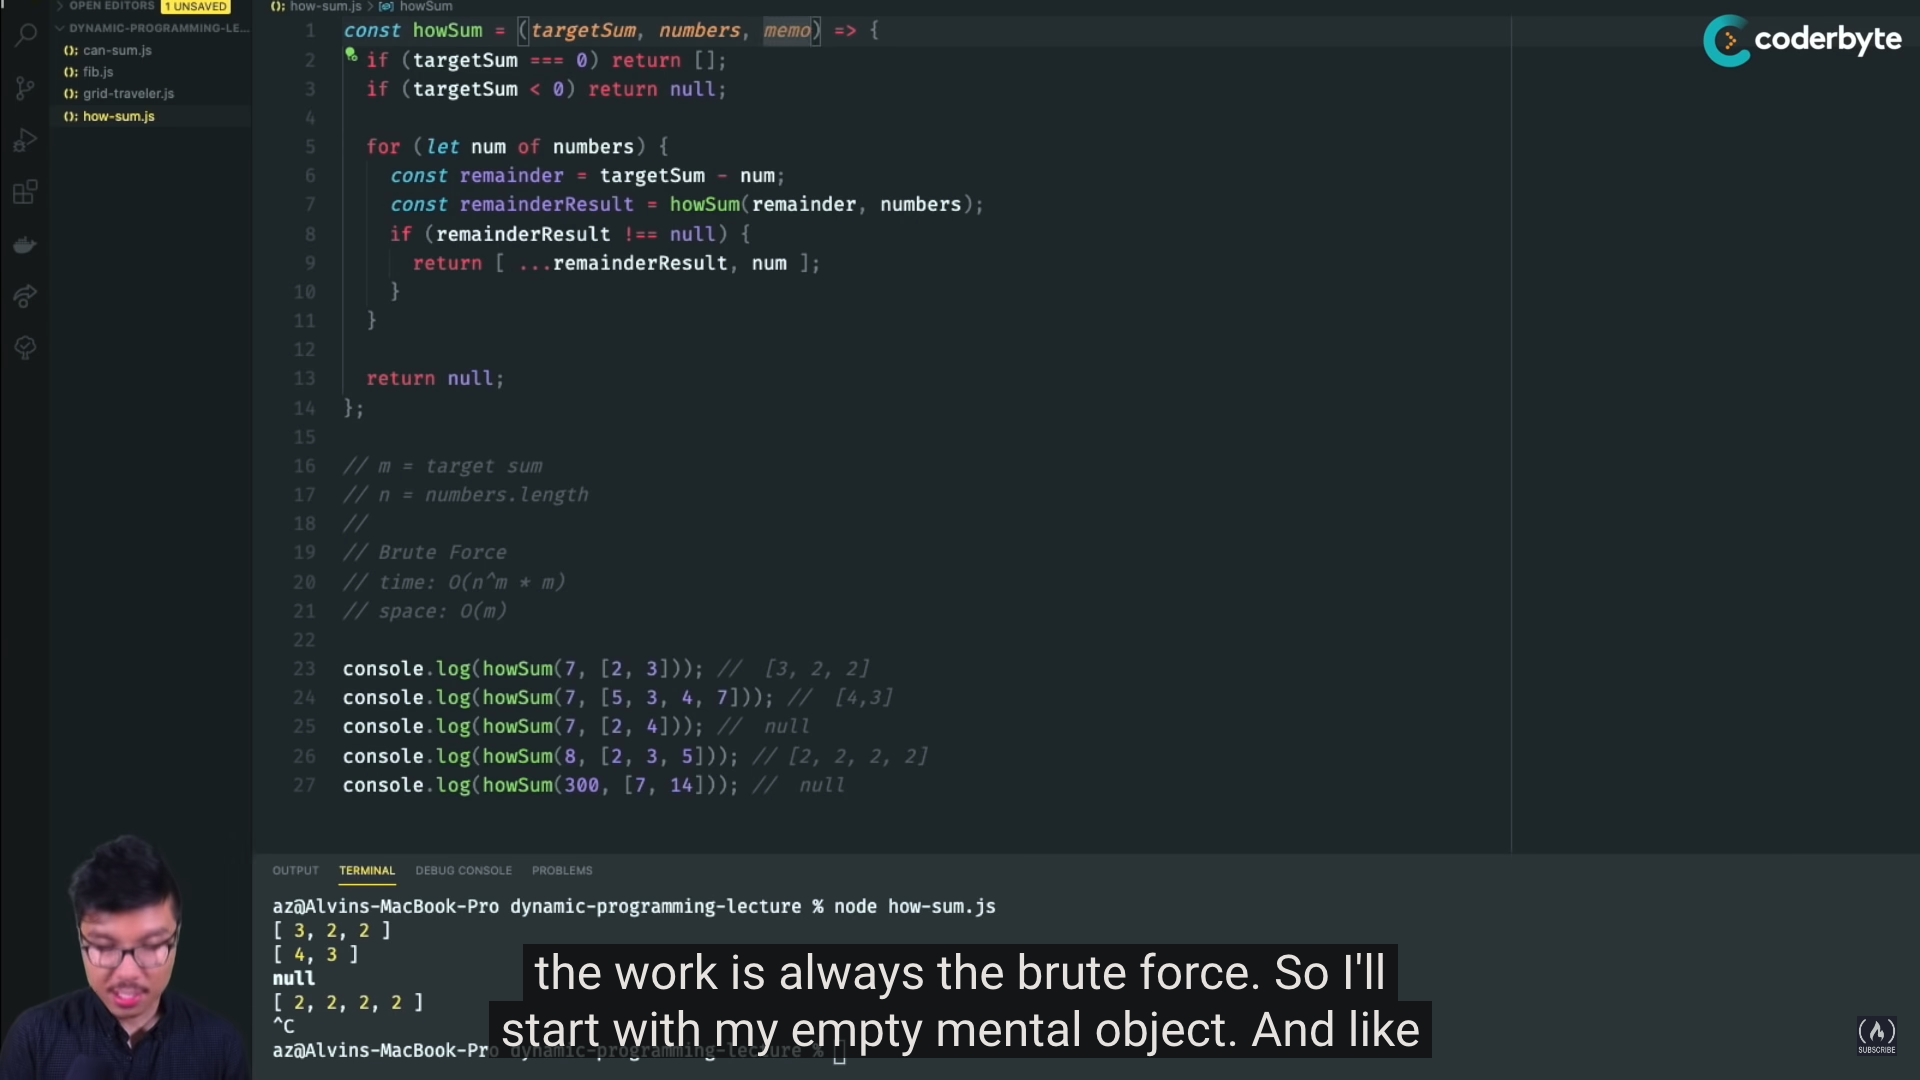 OPEN EDITORS 1 UNSAVED
DYNAMIC-PROGRAMMING-LE...
(); can-sum.js
(); fib.js
(); grid-traveler.js
(); how-sum.js
(); how-sum.js > howSum
coderbyte
1 const howSum = (targetSum, numbers, memo) => {
2 if (targetSum === 0) return [];
3 if (targetSum < 0) return null;
4
5 for (let num of numbers) {
6 const remainder = targetSum - num;
7 const remainderResult = howSum(remainder, numbers);
8 if (remainderResult !== null) {
9 return [ ...remainderResult, num ];
10 }
11 }
12
13 return null;
14 };
15
16 // m = target sum
17 // n = numbers.length
18 //
19 // Brute Force
20 // time: O(n^m * m)
21 // space: O(m)
22
23 console.log(howSum(7, [2, 3])); // [3, 2, 2]
24 console.log(howSum(7, [5, 3, 4, 7])); // [4,3]
25 console.log(howSum(7, [2, 4])); // null
26 console.log(howSum(8, [2, 3, 5])); // [2, 2, 2, 2]
27 console.log(howSum(300, [7, 14])); // null
OUTPUT TERMINAL DEBUG CONSOLE PROBLEMS
az@Alvins-MacBook-Pro dynamic-programming-lecture % node how-sum.js
[ 3, 2, 2 ]
[ 4, 3 ]
null
[ 2, 2, 2, 2 ]
^C
az@Alvins-MacBook-Pro dynamic-programming-lecture %
the work is always the brute force. So I'll
start with my empty mental object. And like
SUBSCRIBE